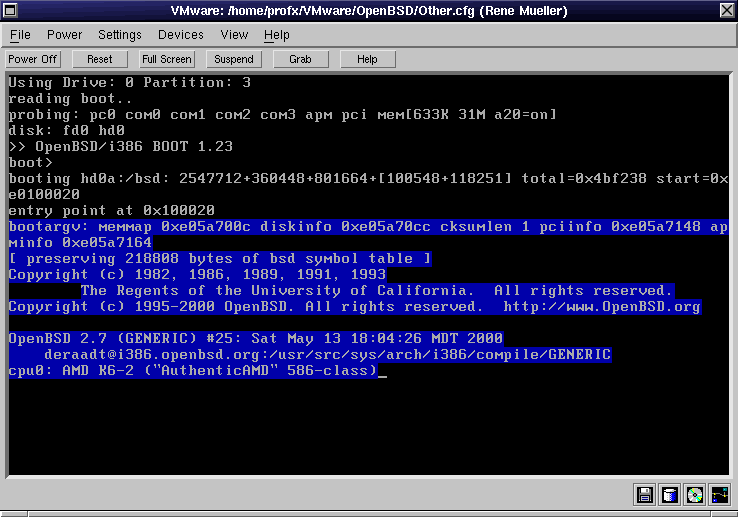 VMware: /home/profx/VMware/OpenBSD/Other.cfg (Rene Mueller)
File Power Settings Devices View Help
Power Off Reset Full Screen Suspend Grab Help
Using Drive: 0 Partition: 3
reading boot..
probing: pc0 com0 com1 com2 com3 apm pci mem[633K 31M a20=on]
disk: fd0 hd0
>> OpenBSD/i386 BOOT 1.23
boot>
booting hd0a:/bsd: 2547712+360448+801664+[100548+118251] total=0x4bf238 start=0x
e0100020
entry point at 0x100020
bootargv: memmap 0xe05a700c diskinfo 0xe05a70cc cksumlen 1 pciinfo 0xe05a7148 ap
minfo 0xe05a7164
[ preserving 218808 bytes of bsd symbol table ]
Copyright (c) 1982, 1986, 1989, 1991, 1993
The Regents of the University of California.  All rights reserved.
Copyright (c) 1995-2000 OpenBSD. All rights reserved.  http://www.OpenBSD.org
OpenBSD 2.7 (GENERIC) #25: Sat May 13 18:04:26 MDT 2000
deraadt@i386.openbsd.org:/usr/src/sys/arch/i386/compile/GENERIC
cpu0: AMD K6-2 ("AuthenticAMD" 586-class)_